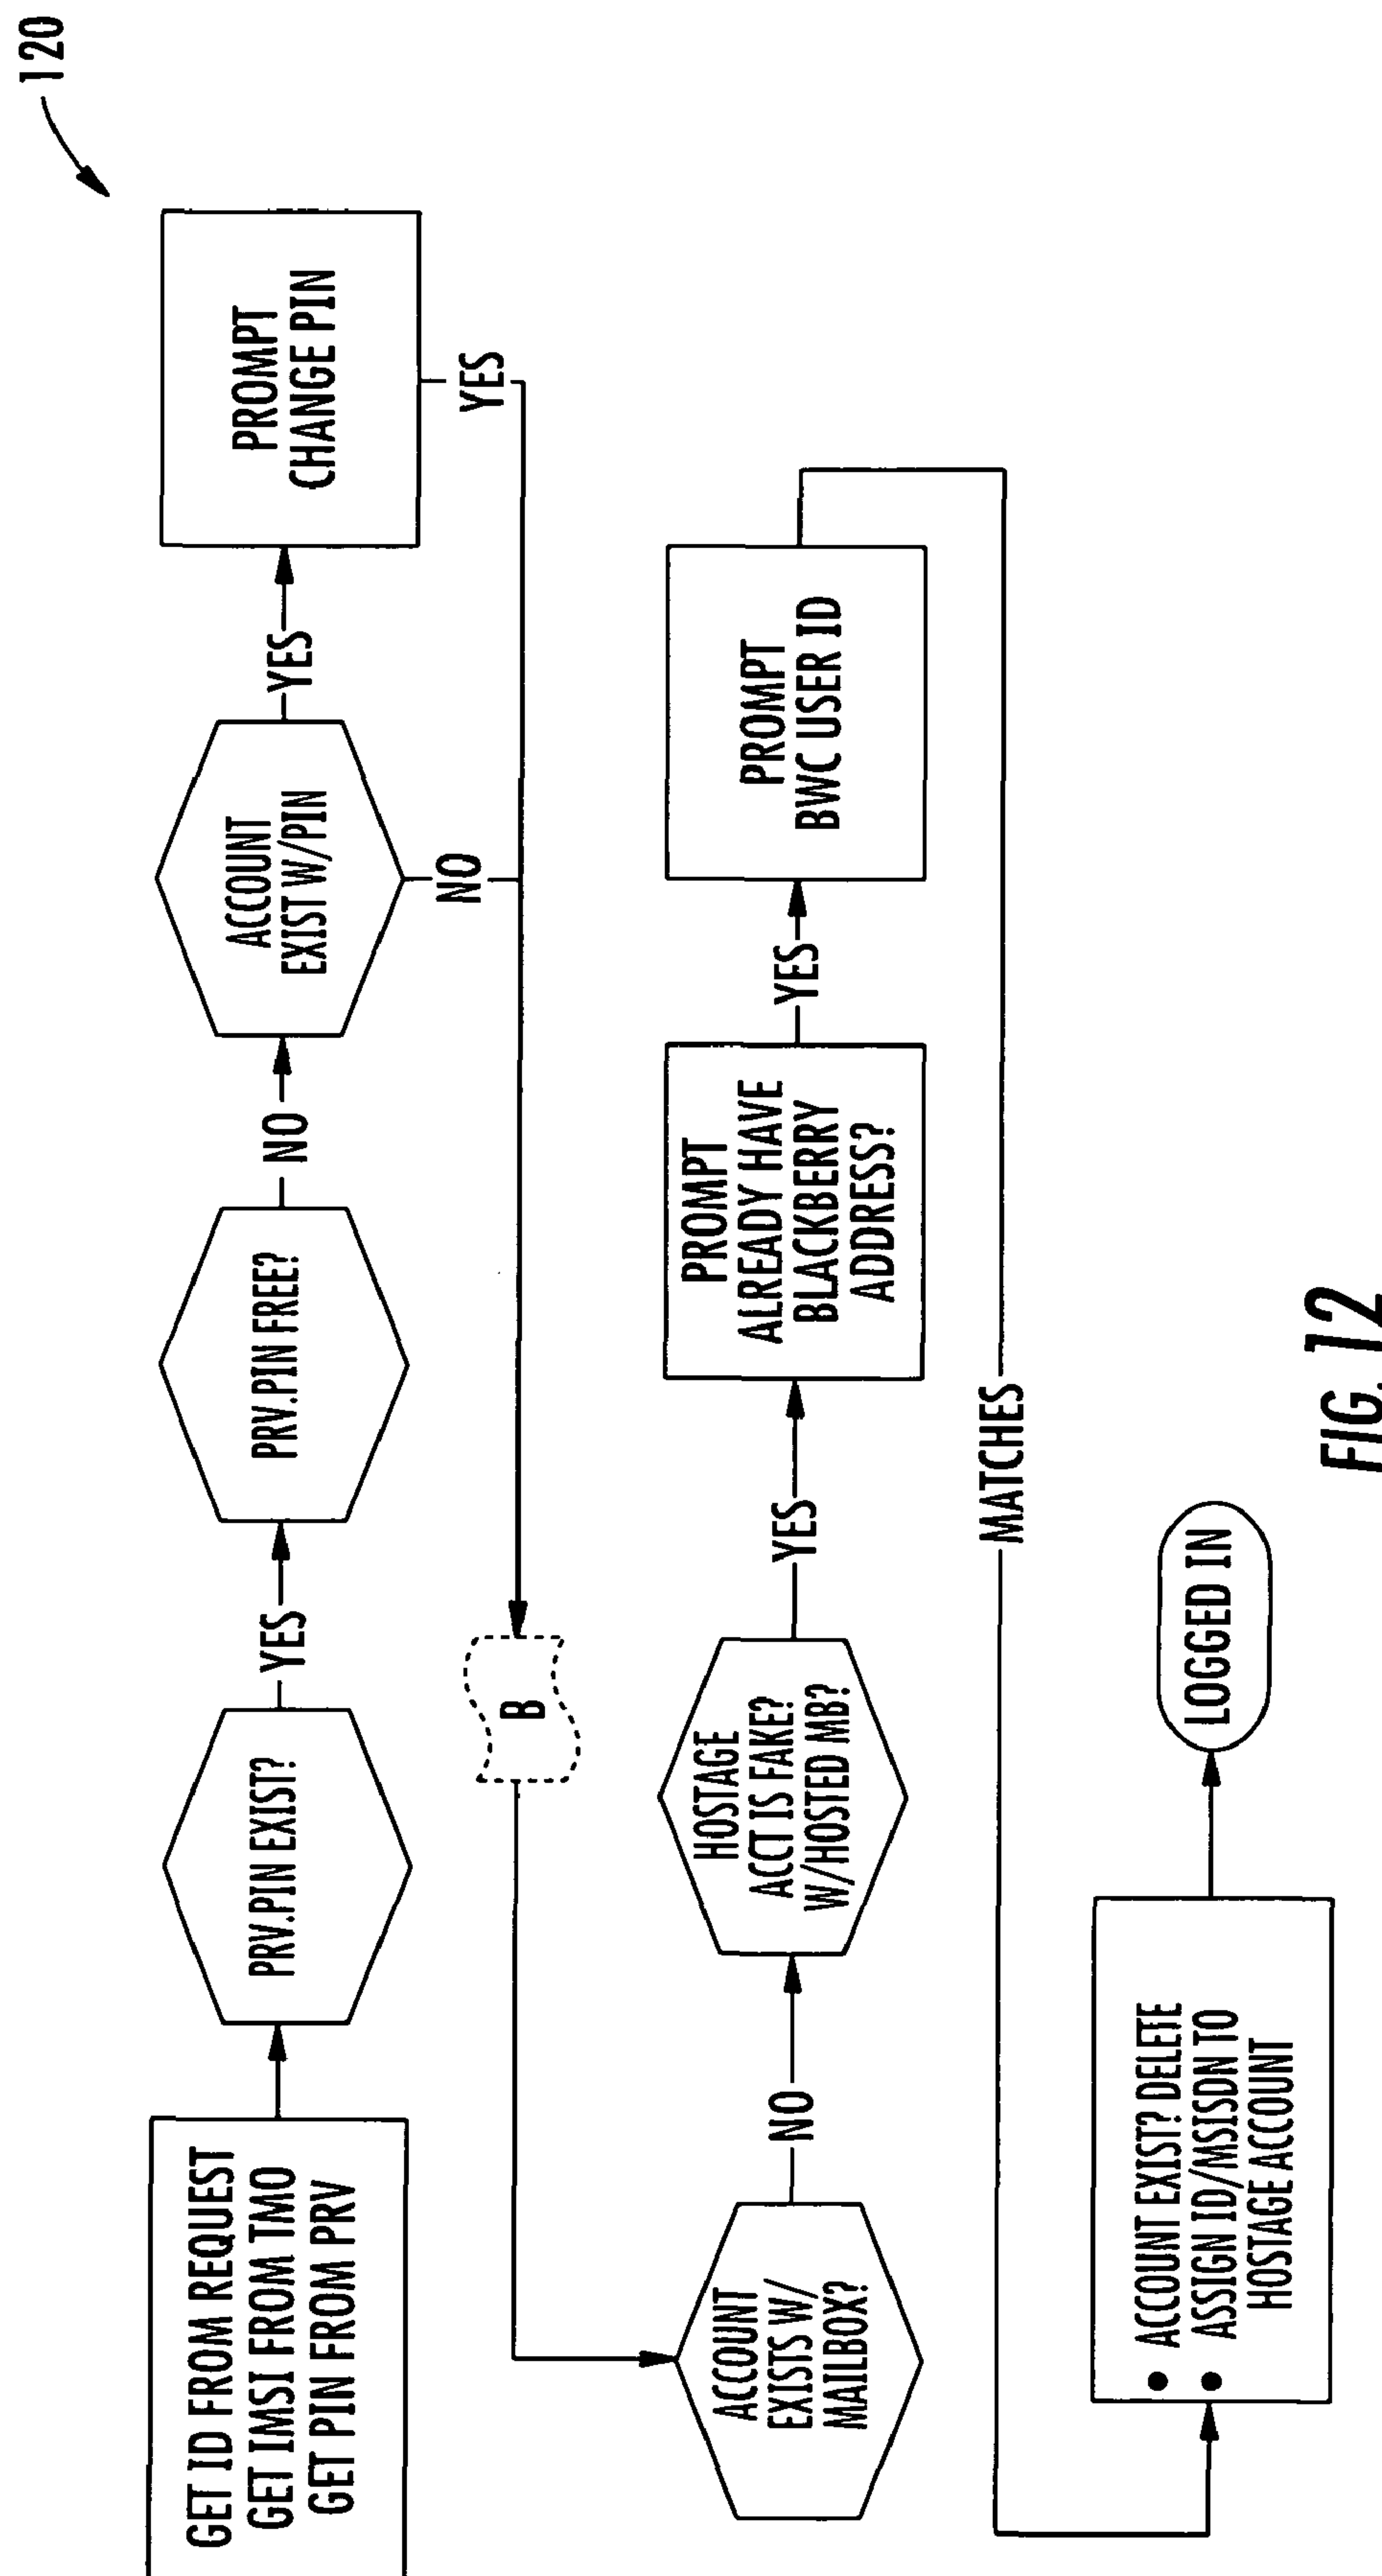 120
GET ID FROM REQUEST
GET IMSI FROM TMO
GET PIN FROM PRV
PRV.PIN EXIST?
YES
PRV.PIN FREE?
NO
ACCOUNT
EXIST W/PIN
YES
PROMPT
CHANGE PIN
NO
YES
B
ACCOUNT
EXISTS W/
MAILBOX?
NO
HOSTAGE
ACCT IS FAKE?
W/HOSTED MB?
YES
PROMPT
ALREADY HAVE
BLACKBERRY
ADDRESS?
YES
PROMPT
BWC USER ID
MATCHES
• ACCOUNT EXIST? DELETE
• ASSIGN ID/MSISDN TO
HOSTAGE ACCOUNT
LOGGED IN
FIG. 12